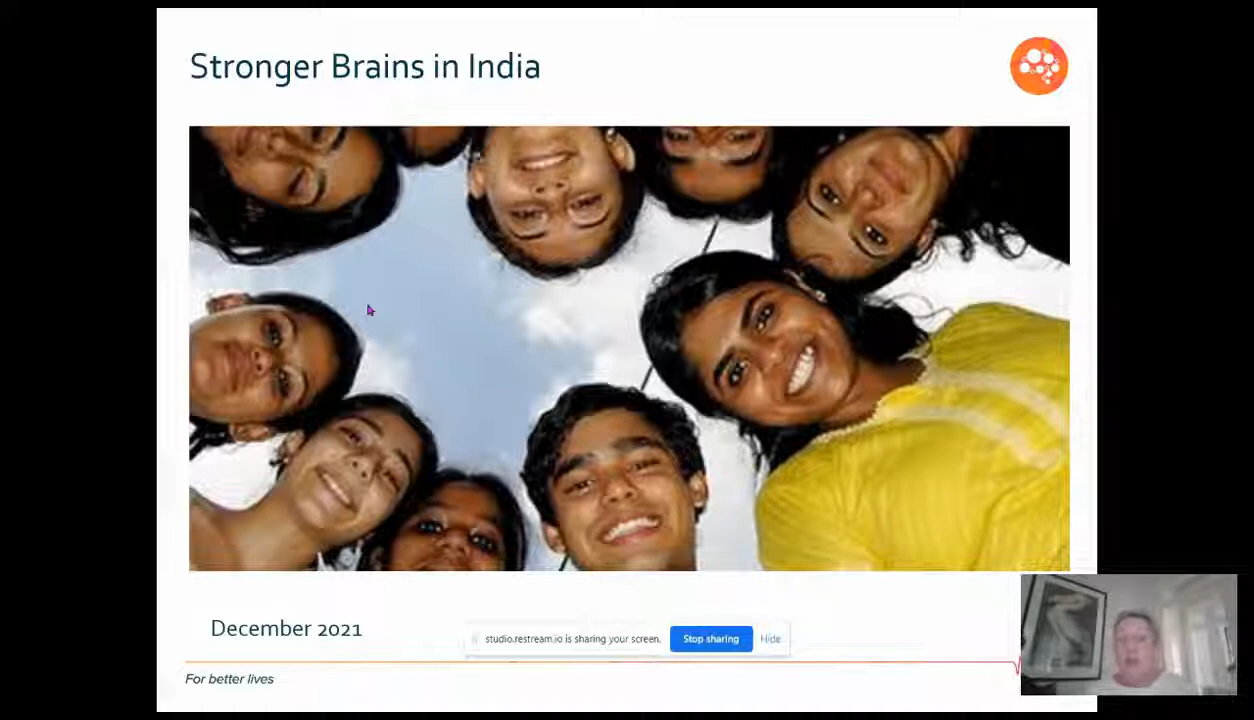 Stronger Brains in India
December 2021
studio.restream.io is sharing your screen.
Stop sharing
Hide
For better lives